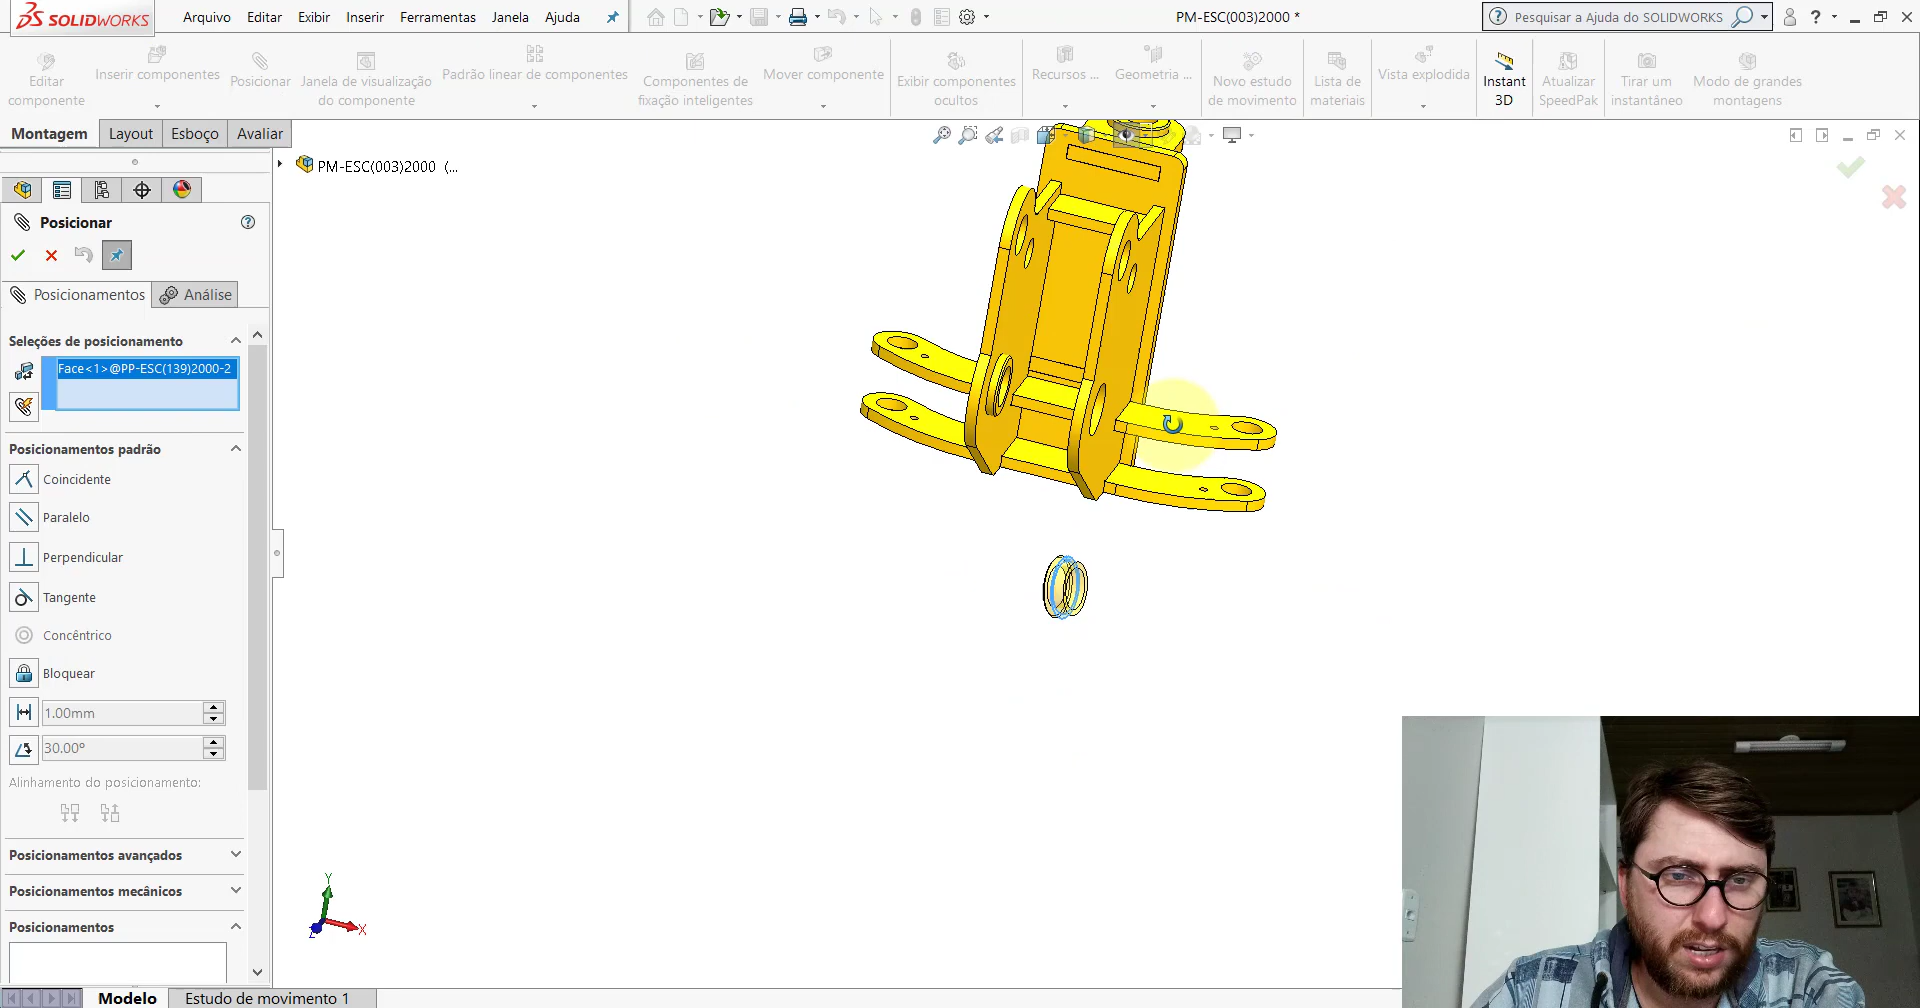 SOLIDWORKS
Arquivo Editar Exibir Inserir Ferramentas Janela Ajuda
PM-ESC(003)2000 *
Pesquisar a Ajuda do SOLIDWORKS
Editar componente
Inserir componentes
Posicionar
Janela de visualização do componente
Padrão linear de componentes
Componentes de fixação inteligentes
Mover componente
Exibir componentes ocultos
Recursos ...
Geometria ...
Novo estudo de movimento
Lista de materiais
Vista explodida
Instant 3D
Atualizar SpeedPak
Tirar um instantâneo
Modo de grandes montagens
Montagem Layout Esboço Avaliar
PM-ESC(003)2000 (...
Posicionar
Posicionamentos Análise
Seleções de posicionamento
Face<1>@PP-ESC(139)2000-2
Posicionamentos padrão
Coincidente
Paralelo
Perpendicular
Tangente
Concêntrico
Bloquear
1.00mm
30.00º
Alinhamento do posicionamento:
Posicionamentos avançados
Posicionamentos mecânicos
Posicionamentos
Y
X
Z
Modelo Estudo de movimento 1